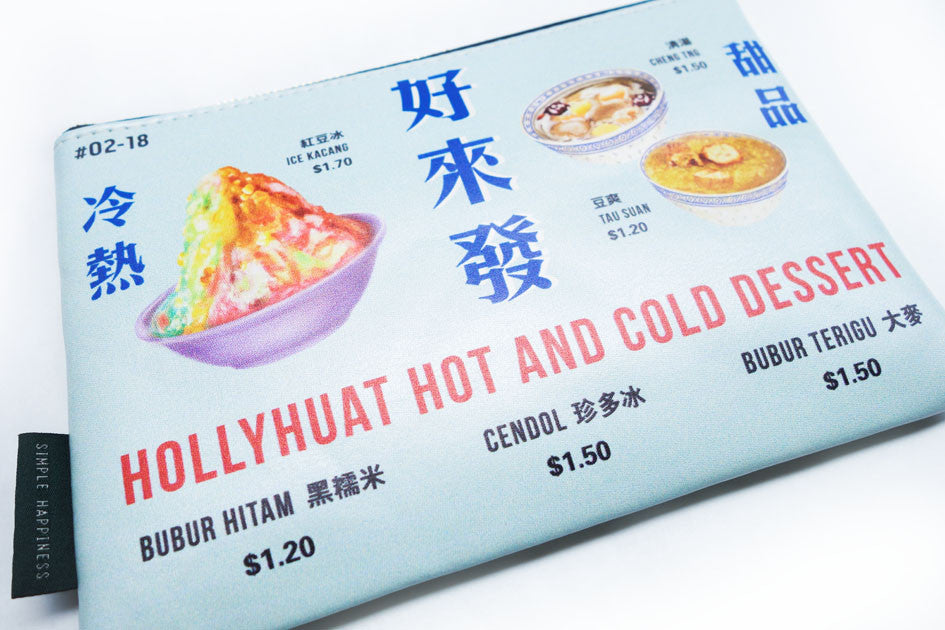 #02-18
冷熱
紅豆冰
ICE KACANG
$1.70
好來發
清湯
CHENG TNG
$1.50
甜品
豆爽
TAU SUAN
$1.20
HOLLYHUAT HOT AND COLD DESSERT
BUBUR HITAM 黑糯米
$1.20
CENDOL 珍多冰
$1.50
BUBUR TERIGU 大麥
$1.50
SIMPLE HAPPINESS